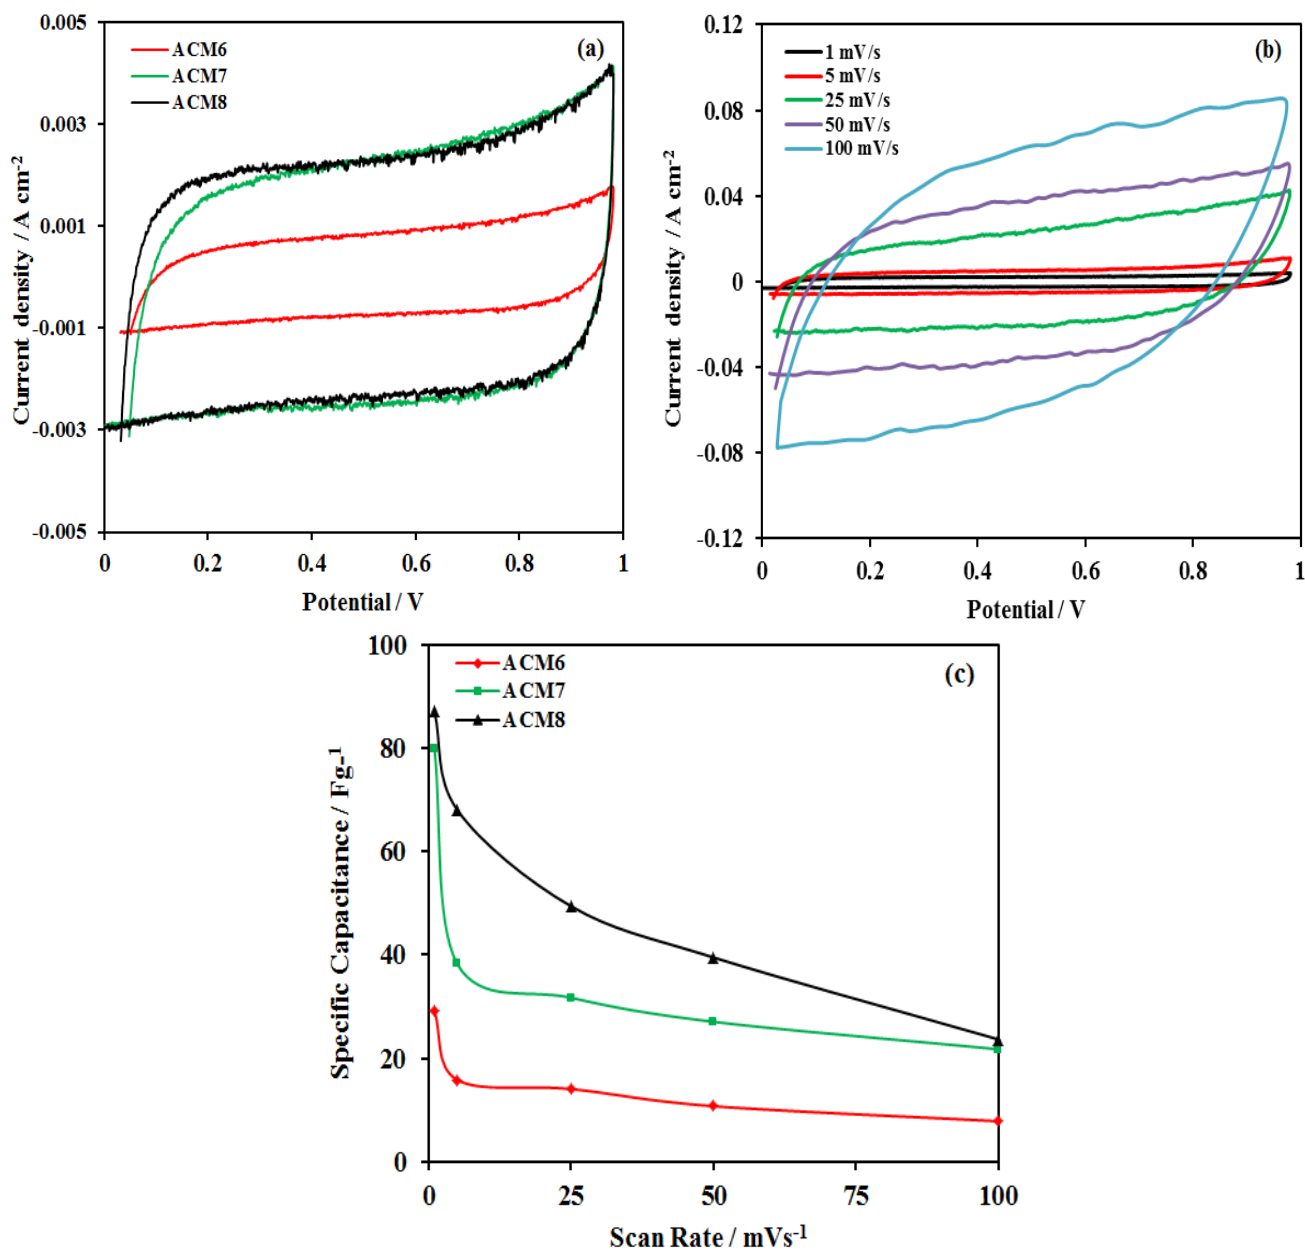 0.005
0.003
0.001
-0.001
-0.003
-0.005
Current density / A cm-2
ACM6
ACM7
ACM8
(a)
0 0.2 0.4 0.6 0.8 1
Potential / V
0.12
0.08
0.04
0
-0.04
-0.08
-0.12
Current density / A cm-2
1 mV/s
5 mV/s
25 mV/s
50 mV/s
100 mV/s
(b)
0 0.2 0.4 0.6 0.8 1
Potential / V
100
80
60
40
20
0
Specific Capacitance / Fg-1
ACM6
ACM7
ACM8
(c)
0 25 50 75 100
Scan Rate / mVs-1